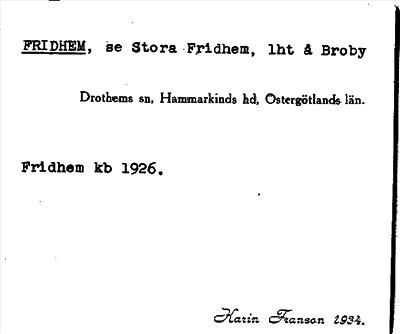 FRIDHEM, se Stora Fridhem, lht å Broby
Drothems sn, Hammarkinds hd, Östergötlands län.
Fridhem kb 1926.
Karin Franson 1934.